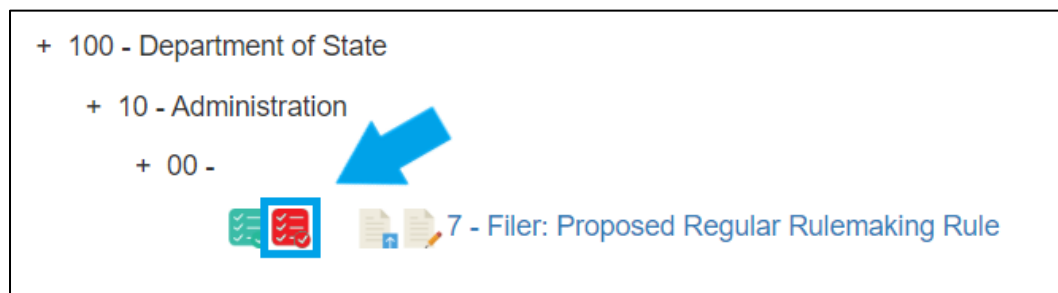 + 100 - Department of State
+ 10 - Administration
+ 00 -
7 - Filer: Proposed Regular Rulemaking Rule